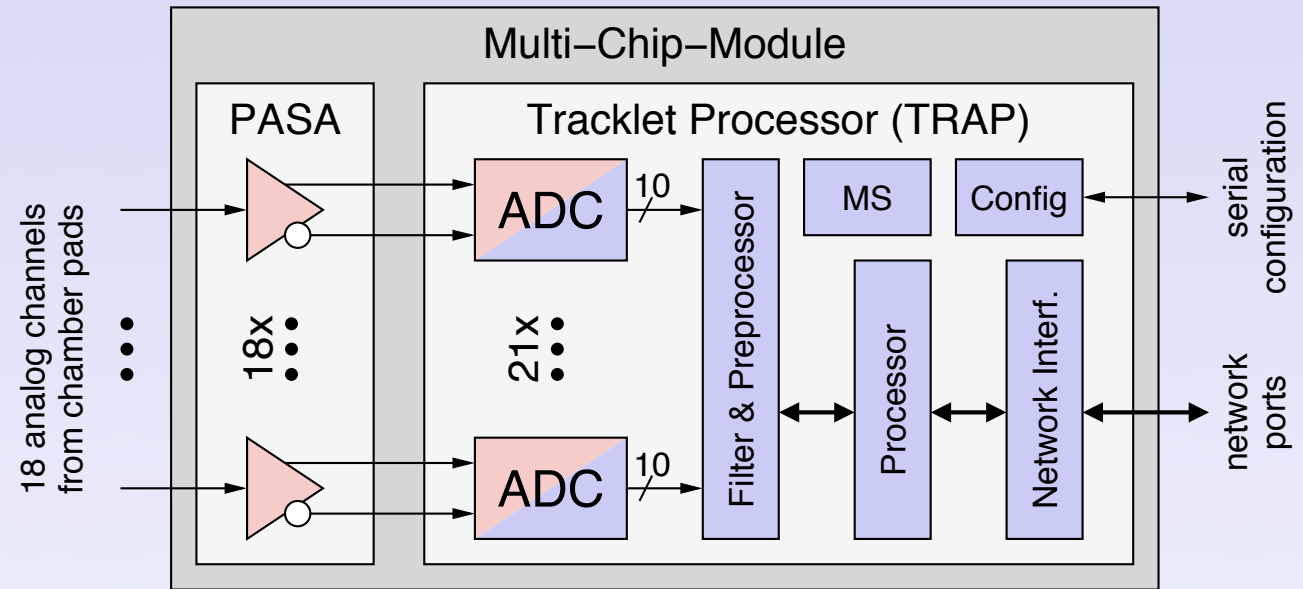 Multi−Chip−Module
PASA
Tracklet Processor (TRAP)
18 analog channels
from chamber pads
18x
21x
ADC
10
ADC
10
Filter & Preprocessor
MS
Config
Processor
Network Interf.
serial
configuration
network
ports